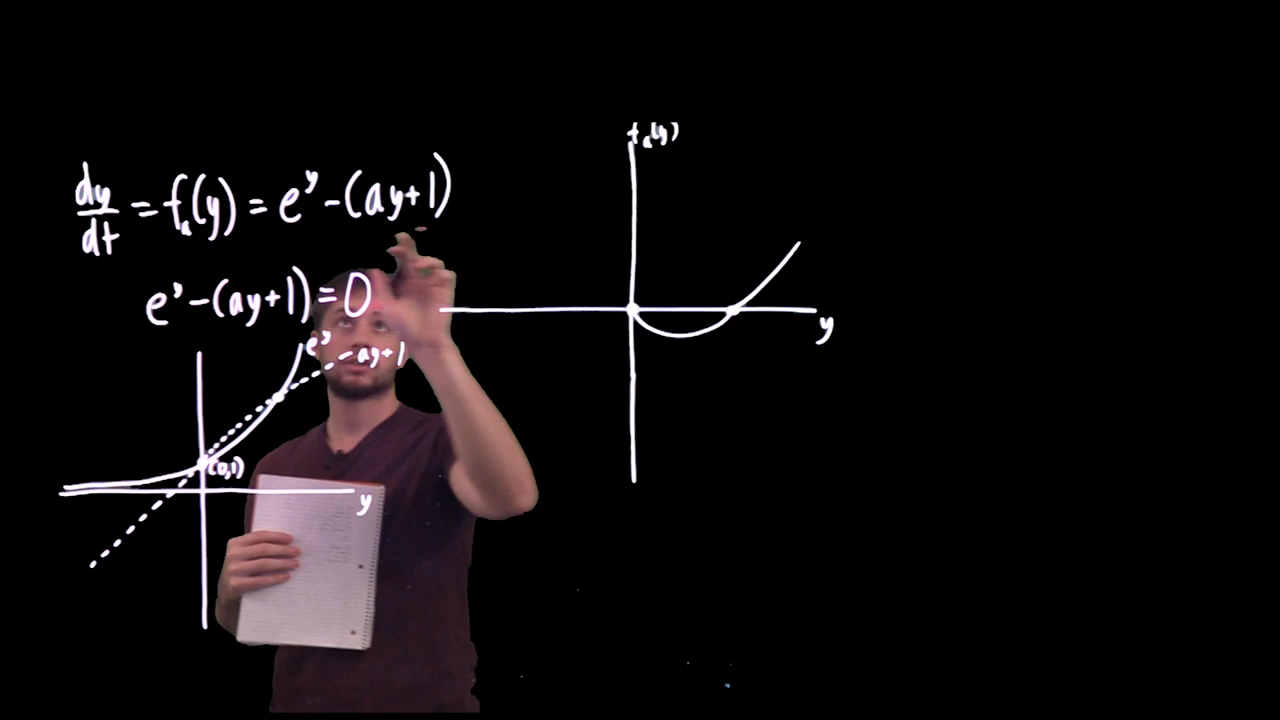 dy/dt = fₐ(y) = e^y - (ay+1)
e^y - (ay+1) = 0
e^y
ay+1
(0,1)
y
fₐ(y)
y